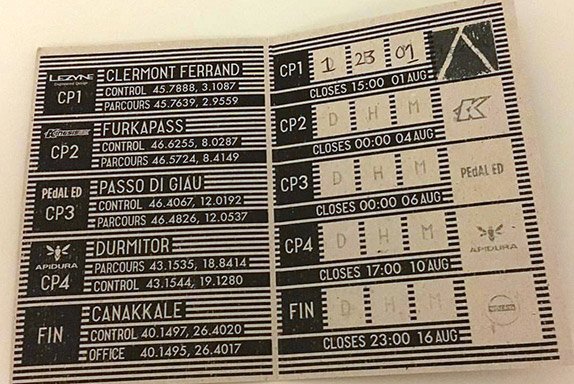 LEZYNE
CP1
CLERMONT FERRAND
CONTROL 45.7888, 3.1087
PARCOURS 45.7639, 2.9559
CP2
FURKAPASS
CONTROL 46.6255, 8.0287
PARCOURS 46.5724, 8.4149
PEdAL ED
CP3
PASSO DI GIAU
CONTROL 46.4067, 12.0192
PARCOURS 46.4826, 12.0537
APIDURA
CP4
DURMITOR
PARCOURS 43.1535, 18.8414
CONTROL 43.1544, 19.1280
FIN
CANAKKALE
CONTROL 40.1497, 26.4020
OFFICE 40.1495, 26.4017
CP1 1 23 01
CLOSES 15:00 01 AUG
CP2 D H M K
CLOSES 00:00 04 AUG
CP3 D H M PEdAL ED
CLOSES 00:00 06 AUG
CP4 D H M APIDURA
CLOSES 17:00 10 AUG
FIN D H M
CLOSES 23:00 16 AUG